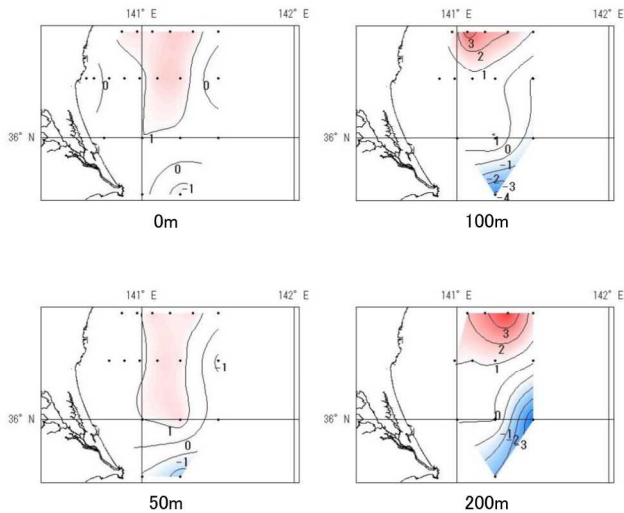 141° E 142° E
141° E 142° E
3
2
0 0 1
36° N 36° N
1 1
0 0
-1 -1
-2 -3
-4
0m 100m
141° E 142° E
141° E 142° E
3
2
-1 1
36° N 36° N
1 0
0 -1 -2 -3
-1
50m 200m